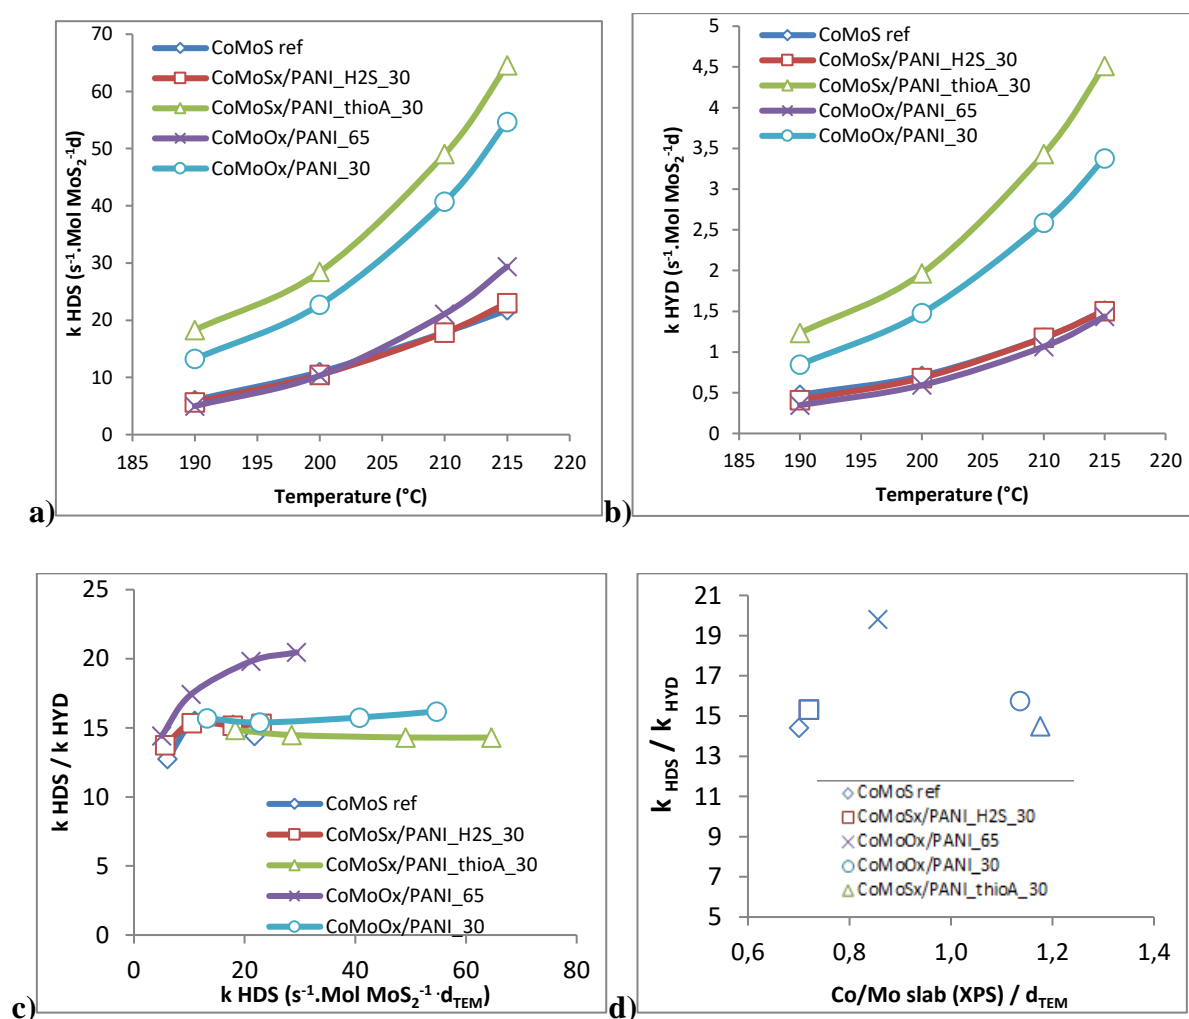 70
60
50
40
30
20
10
0
k HDS (s⁻¹.Mol MoS₂⁻¹d)
CoMoS ref
CoMoSx/PANI_H2S_30
CoMoSx/PANI_thioA_30
CoMoOx/PANI_65
CoMoOx/PANI_30
185 190 195 200 205 210 215 220
Temperature (°C)
a)
5
4,5
4
3,5
3
2,5
2
1,5
1
0,5
0
k HYD (s⁻¹.Mol MoS₂⁻¹d)
CoMoS ref
CoMoSx/PANI_H2S_30
CoMoSx/PANI_thioA_30
CoMoOx/PANI_65
CoMoOx/PANI_30
185 190 195 200 205 210 215 220
Temperature (°C)
b)
25
20
15
10
5
0
k HDS / k HYD
CoMoS ref
CoMoSx/PANI_H2S_30
CoMoSx/PANI_thioA_30
CoMoOx/PANI_65
CoMoOx/PANI_30
0 20 40 60 80
k HDS (s⁻¹.Mol MoS₂⁻¹·d_TEM)
c)
21
19
17
15
13
11
9
7
5
k_HDS / k_HYD
CoMoS ref
CoMoSx/PANI_H2S_30
CoMoOx/PANI_65
CoMoOx/PANI_30
CoMoSx/PANI_thioA_30
0,6 0,8 1,0 1,2 1,4
Co/Mo slab (XPS) / d_TEM
d)